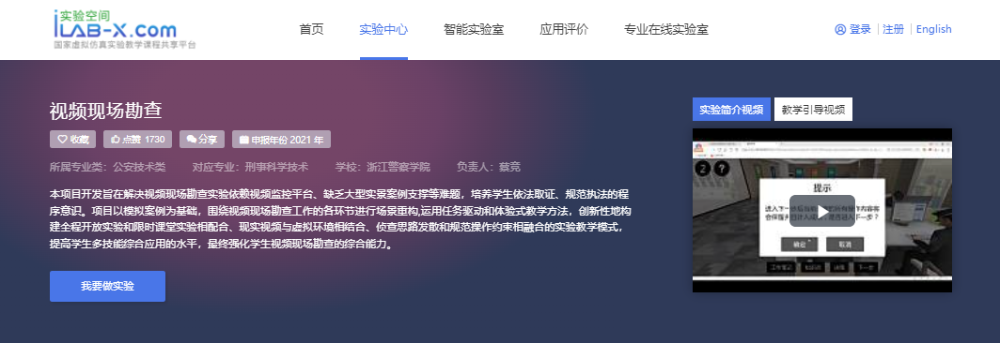 实验空间
iLAB-X.com
国家虚拟仿真实验教学课程共享平台
首页 实验中心 智能实验室 应用评价 专业在线实验室
登录 注册 English
视频现场勘查
收藏 点赞 1730 分享 申报年份 2021 年
所属专业类：公安技术类 对应专业：刑事科学技术 学校：浙江警察学院 负责人：蔡竞
本项目开发旨在解决视频现场勘查实验依赖视频监控平台、缺乏大型实景案例支撑等难题，培养学生依法取证、规范执法的程
序意识。项目以模拟案例为基础，围绕视频现场勘查工作的各环节进行场景重构,运用任务驱动和体验式教学方法，创新性地构
建全程开放实验和限时课堂实验相配合、现实视频与虚拟环境相结合、侦查思路发散和规范操作约束相融合的实验教学模式，
提高学生多技能综合应用的水平，是终强化学生视频现场勘查的综合能力。
我要做实验
实验简介视频 教学引导视频
2 ?
提示
确定 取消
下一步